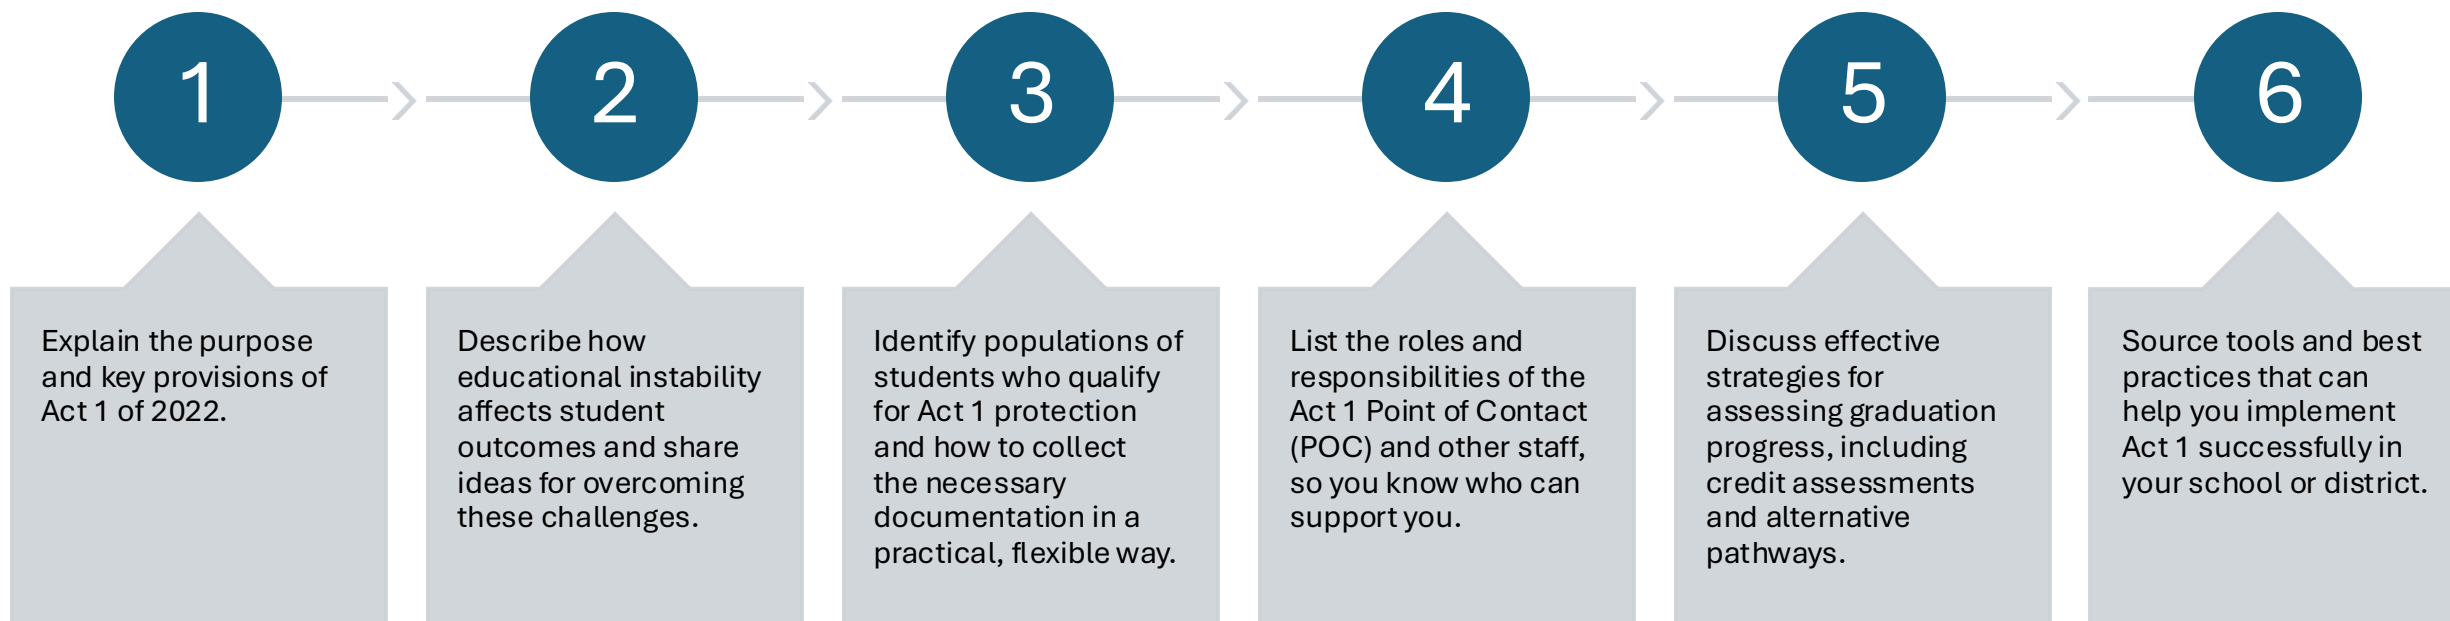 1
Explain the purpose
and key provisions of
Act 1 of 2022.
2
Describe how
educational instability
affects student
outcomes and share
ideas for overcoming
these challenges.
3
Identify populations of
students who qualify
for Act 1 protection
and how to collect
the necessary
documentation in a
practical, flexible way.
4
List the roles and
responsibilities of the
Act 1 Point of Contact
(POC) and other staff,
so you know who can
support you.
5
Discuss effective
strategies for
assessing graduation
progress, including
credit assessments
and alternative
pathways.
6
Source tools and best
practices that can
help you implement
Act 1 successfully in
your school or district.